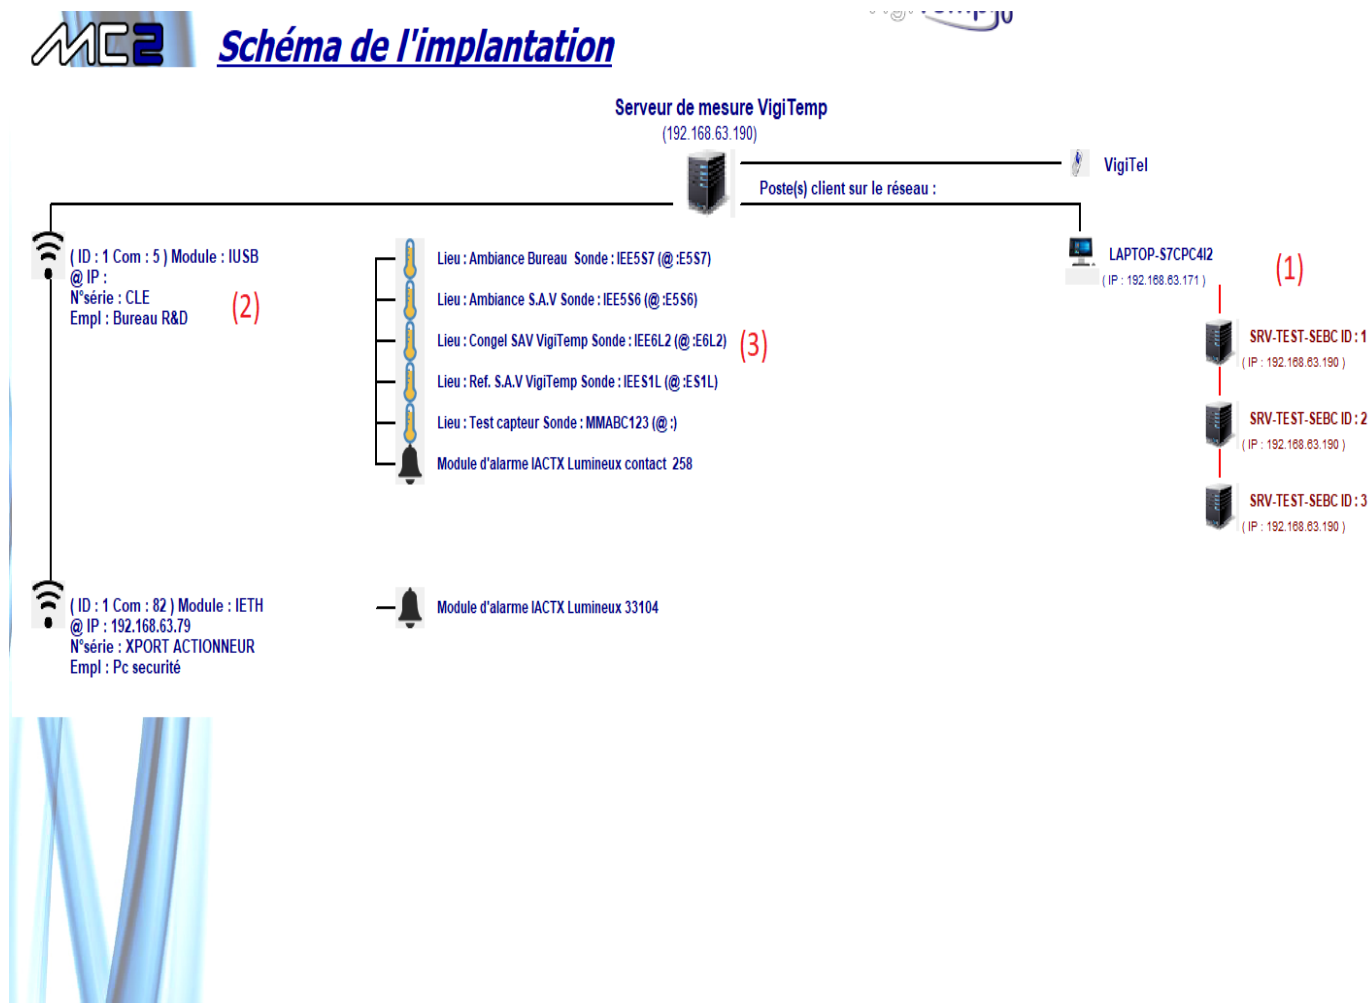 MC2
Schéma de l'implantation
Serveur de mesure VigiTemp
(192.168.63.190)
VigiTel
Poste(s) client sur le réseau :
( ID : 1 Com : 5 ) Module : IUSB
@ IP :
N°série : CLE
Empl : Bureau R&D
(2)
Lieu : Ambiance Bureau Sonde : IEE5S7 (@ :E5S7)
Lieu : Ambiance S.A.V Sonde : IEE5S6 (@ :E5S6)
Lieu : Congel SAV VigiTemp Sonde : IEE6L2 (@ :E6L2)
(3)
Lieu : Ref. S.A.V VigiTemp Sonde : IEES1L (@ :ES1L)
Lieu : Test capteur Sonde : MMABC123 (@ :)
Module d'alarme IACTX Lumineux contact 258
LAPTOP-S7CPC4I2
( IP : 192.168.63.171 )
(1)
SRV-TEST-SEBC ID : 1
( IP : 192.168.63.190 )
SRV-TEST-SEBC ID : 2
( IP : 192.168.63.190 )
SRV-TEST-SEBC ID : 3
( IP : 192.168.63.190 )
( ID : 1 Com : 82 ) Module : IETH
@ IP : 192.168.63.79
N°série : XPORT ACTIONNEUR
Empl : Pc securité
Module d'alarme IACTX Lumineux 33104